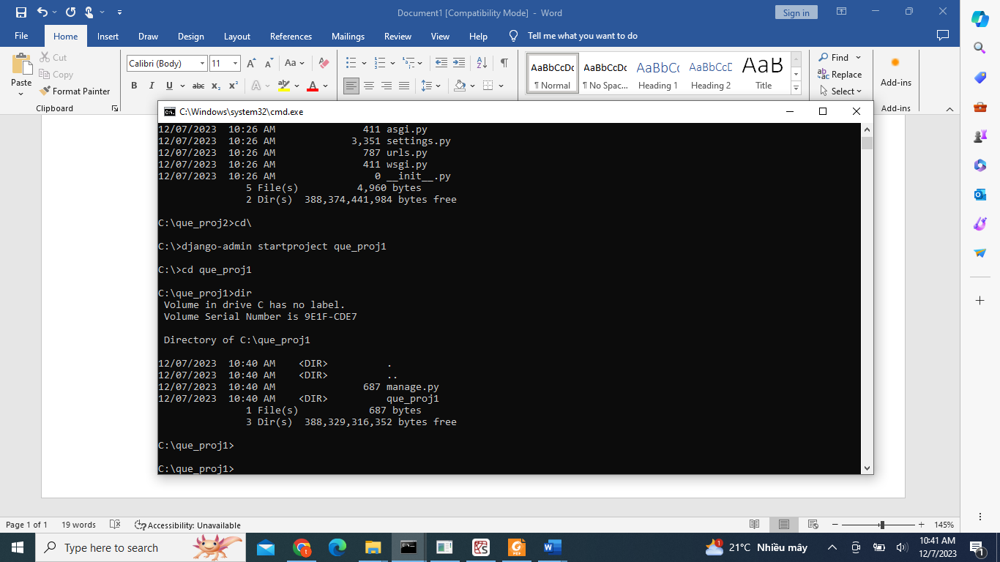 Document1 [Compatibility Mode] - Word
Sign in
File Home Insert Draw Design Layout References Mailings Review View Help Tell me what you want to do
Paste
Cut
Copy
Format Painter
Clipboard
Calibri (Body) 11
Aa
B I U abc x₂ x²
AaBbCcDc AaBbCcDc AaBbCc AaBbCcD AaB
¶ Normal ¶ No Spac... Heading 1 Heading 2 Title
Find
Replace
Select
Add-ins
Add-ins
C:\Windows\system32\cmd.exe
12/07/2023 10:26 AM 411 asgi.py
12/07/2023 10:26 AM 3,351 settings.py
12/07/2023 10:26 AM 787 urls.py
12/07/2023 10:26 AM 411 wsgi.py
12/07/2023 10:26 AM 0 __init__.py
5 File(s) 4,960 bytes
2 Dir(s) 388,374,441,984 bytes free
C:\que_proj2>cd\
C:\>django-admin startproject que_proj1
C:\>cd que_proj1
C:\que_proj1>dir
Volume in drive C has no label.
Volume Serial Number is 9E1F-CDE7
Directory of C:\que_proj1
12/07/2023 10:40 AM <DIR> .
12/07/2023 10:40 AM <DIR> ..
12/07/2023 10:40 AM 687 manage.py
12/07/2023 10:40 AM <DIR> que_proj1
1 File(s) 687 bytes
3 Dir(s) 388,329,316,352 bytes free
C:\que_proj1>
C:\que_proj1>
Page 1 of 1 19 words Accessibility: Unavailable 145%
Type here to search
21°C Nhiều mây
10:41 AM
12/7/2023